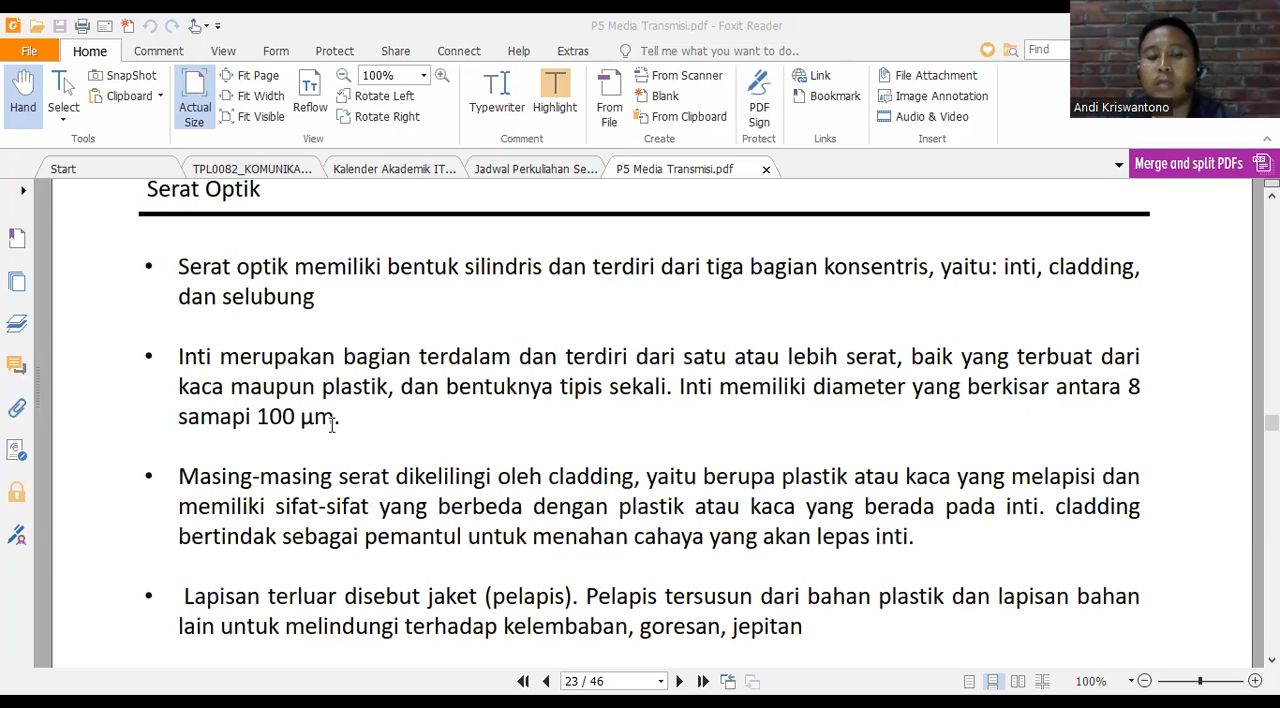 P5 Media Transmisi.pdf - Foxit Reader
File Home Comment View Form Protect Share Connect Help Extras Tell me what you want to do.. Find
Andi Kriswantono
Hand
Select
SnapShot
Clipboard
Tools
Actual Size
Fit Page
Fit Width
Fit Visible
Reflow
100%
Rotate Left
Rotate Right
View
Typewriter
Highlight
Comment
From File
From Scanner
Blank
From Clipboard
Create
PDF Sign
Protect
Link
Bookmark
Links
File Attachment
Image Annotation
Audio & Video
Insert
Start TPL0082_KOMUNIKA... Kalender Akademik IT... Jadwal Perkuliahan Se... P5 Media Transmisi.pdf Merge and split PDFs
Serat Optik
• Serat optik memiliki bentuk silindris dan terdiri dari tiga bagian konsentris, yaitu: inti, cladding,
dan selubung
• Inti merupakan bagian terdalam dan terdiri dari satu atau lebih serat, baik yang terbuat dari
kaca maupun plastik, dan bentuknya tipis sekali. Inti memiliki diameter yang berkisar antara 8
samapi 100 µm.
• Masing-masing serat dikelilingi oleh cladding, yaitu berupa plastik atau kaca yang melapisi dan
memiliki sifat-sifat yang berbeda dengan plastik atau kaca yang berada pada inti. cladding
bertindak sebagai pemantul untuk menahan cahaya yang akan lepas inti.
• Lapisan terluar disebut jaket (pelapis). Pelapis tersusun dari bahan plastik dan lapisan bahan
lain untuk melindungi terhadap kelembaban, goresan, jepitan
23 / 46
100%